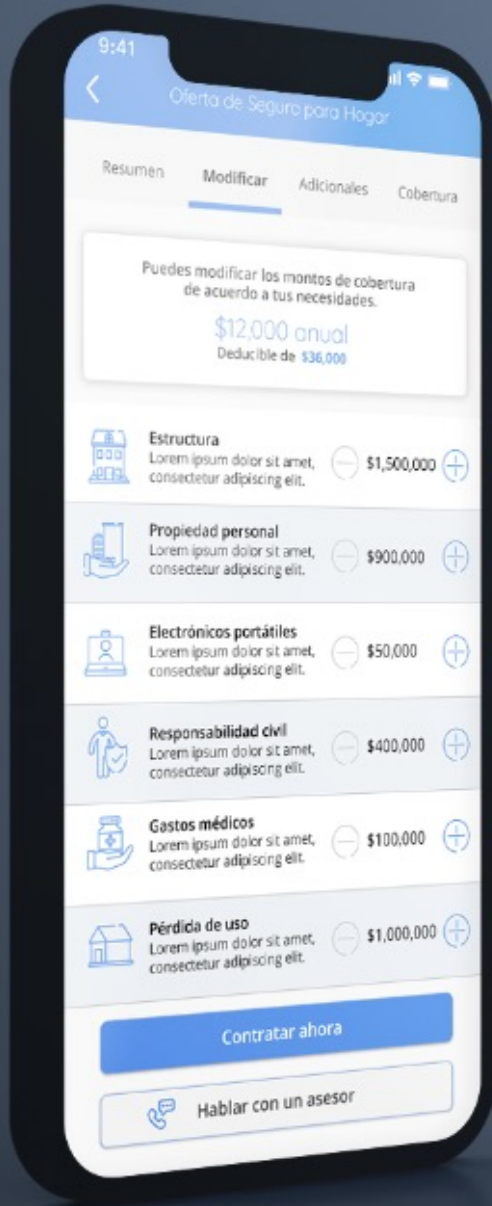 9:41
Oferta de Seguro para Hogar
Resumen Modificar Adicionales Cobertura
Puedes modificar los montos de cobertura
de acuerdo a tus necesidades.
$12,000 anual
Deducible de $36,000
Estructura
Lorem ipsum dolor sit amet,
consectetur adipiscing elit.
$1,500,000
Propiedad personal
Lorem ipsum dolor sit amet,
consectetur adipiscing elit.
$900,000
Electrónicos portátiles
Lorem ipsum dolor sit amet,
consectetur adipiscing elit.
$50,000
Responsabilidad civil
Lorem ipsum dolor sit amet,
consectetur adipiscing elit.
$400,000
Gastos médicos
Lorem ipsum dolor sit amet,
consectetur adipiscing elit.
$100,000
Pérdida de uso
Lorem ipsum dolor sit amet,
consectetur adipiscing elit.
$1,000,000
Contratar ahora
Hablar con un asesor